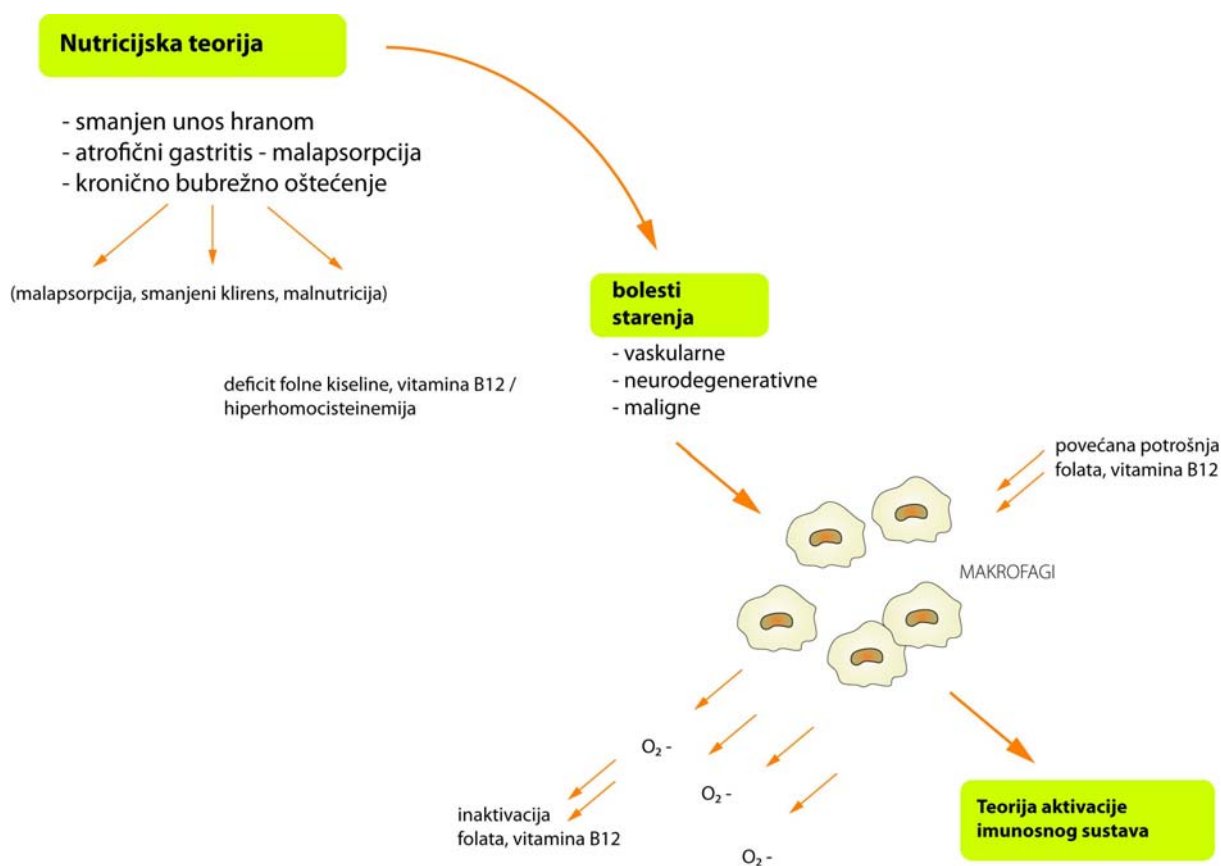 Nutricijska teorija
- smanjen unos hranom
- atrofični gastritis - malapsorpcija
- kronično bubrežno oštećenje
(malapsorpcija, smanjeni klirens, malnutricija)
deficit folne kiseline, vitamina B12 /
hiperhomocisteinemija
bolesti
starenja
- vaskularne
- neurodegenerativne
- maligne
povećana potrošnja
folata, vitamina B12
MAKROFAGI
O₂ -
O₂ -
O₂ -
inaktivacija
folata, vitamina B12
Teorija aktivacije
imunosnog sustava